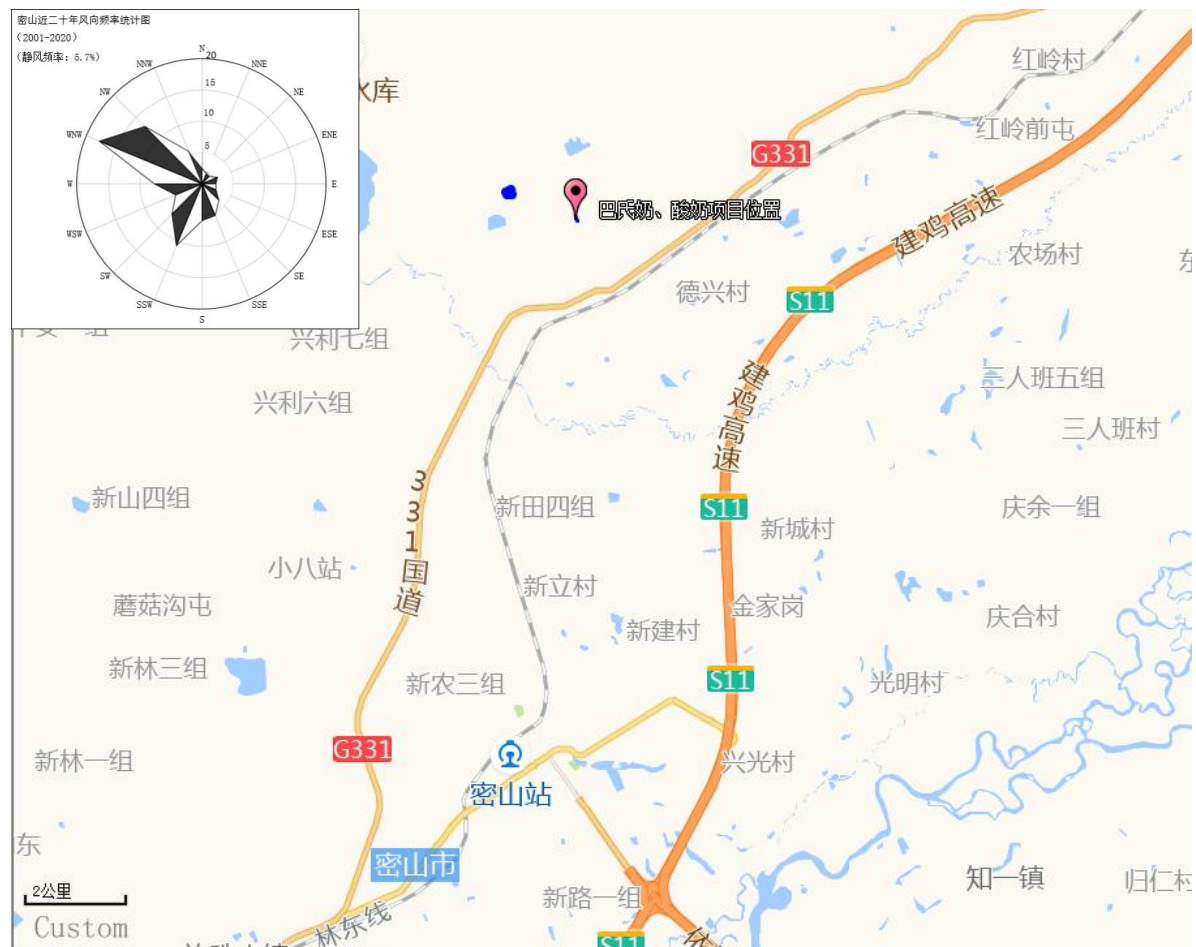 密山近二十年风向频率统计图
（2001-2020）
（静风频率：5.7%）
N
20
NNW
NNE
15
NW
NE
10
WNW
ENE
5
W
E
WSW
ESE
SW
SE
SSW
SSE
S
水库
红岭村
红岭前屯
G331
巴氏奶、酸奶项目位置
建鸡高速
农场村
德兴村
S11
兴利七组
兴利六组
建鸡高速
三人班五组
三人班村
331国道
新山四组
新田四组
S11
新城村
庆余一组
小八站
新立村
蘑菇沟屯
金家岗
庆合村
新建村
新林三组
新农三组
S11
光明村
G331
新林一组
兴光村
密山站
密山市
知一镇
归仁村
2公里
新路一组
Custom
林东线
S11